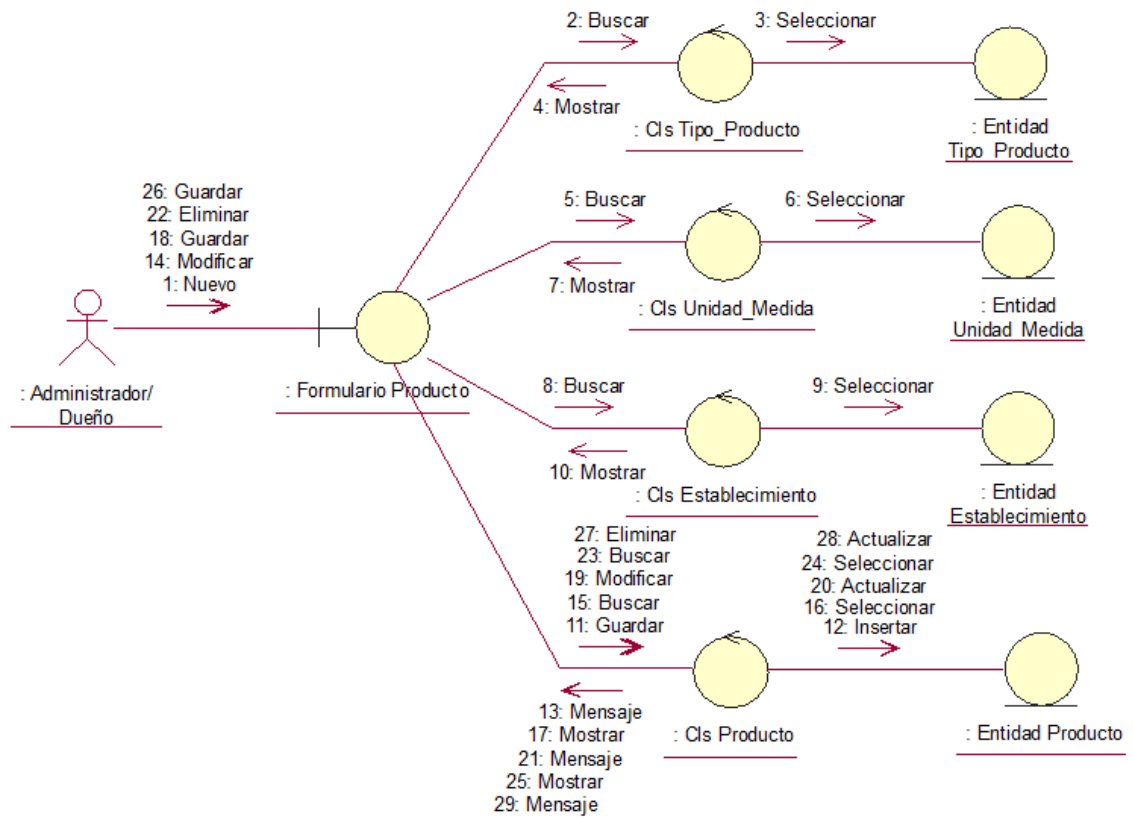 2: Buscar
3: Seleccionar
4: Mostrar
: Cls Tipo_Producto
: Entidad
Tipo_Producto
26: Guardar
22: Eliminar
18: Guardar
14: Modificar
1: Nuevo
5: Buscar
6: Seleccionar
7: Mostrar
: Cls Unidad_Medida
: Entidad
Unidad_Medida
: Administrador/
Dueño
: Formulario Producto
8: Buscar
9: Seleccionar
10: Mostrar
: Cls Establecimiento
: Entidad
Establecimiento
27: Eliminar
23: Buscar
19: Modificar
15: Buscar
11: Guardar
28: Actualizar
24: Seleccionar
20: Actualizar
16: Seleccionar
12: Insertar
13: Mensaje
17: Mostrar
21: Mensaje
25: Mostrar
29: Mensaje
: Cls Producto
: Entidad Producto